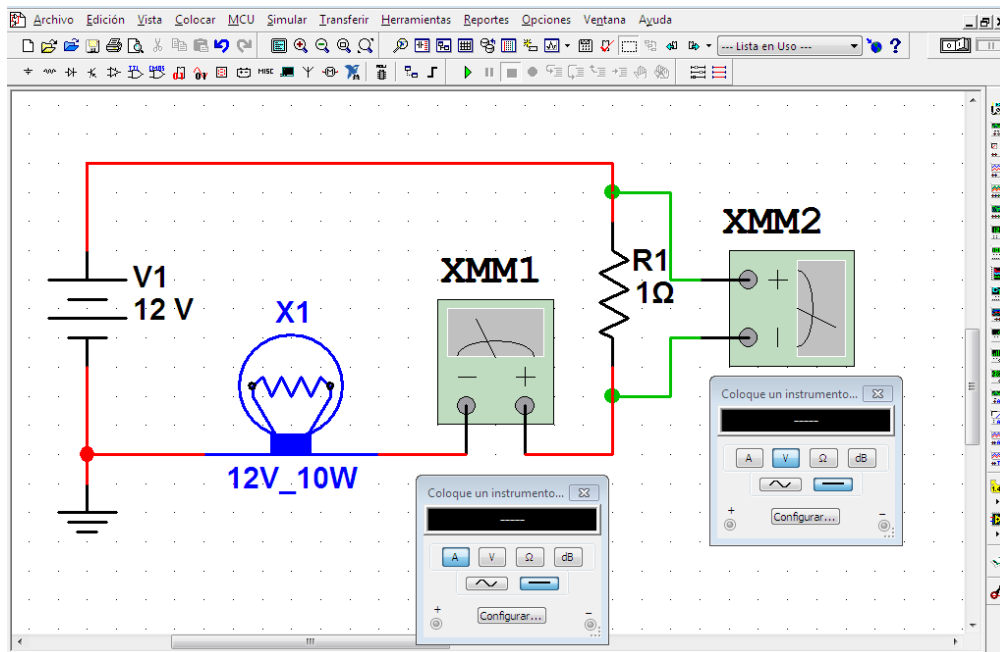 Archivo Edición Vista Colocar MCU Simular Transferir Herramientas Reportes Opciones Ventana Ayuda
--- Lista en Uso ---
MISC
XMM2
V1
12 V
X1
XMM1
R1
1Ω
+
− +
12V_10W
Coloque un instrumento...
-----
A V Ω dB
Configurar...
+ −
Coloque un instrumento...
-----
A V Ω dB
Configurar...
+ −